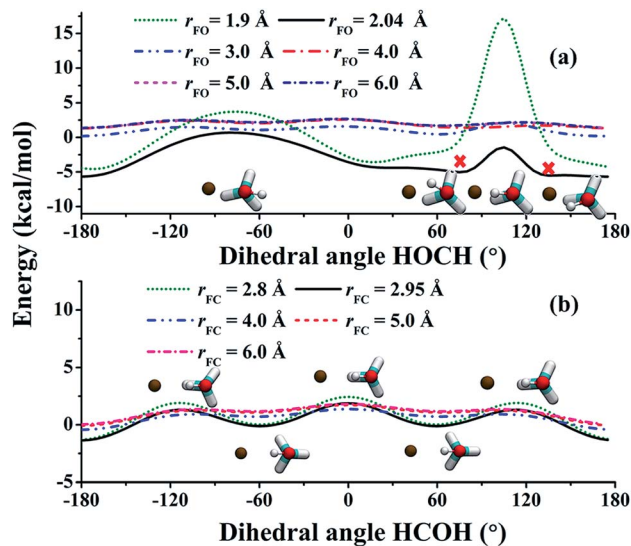 r_FO = 1.9 Å r_FO = 2.04 Å
r_FO = 3.0 Å r_FO = 4.0 Å (a)
r_FO = 5.0 Å r_FO = 6.0 Å
15
10
5
0
-5
-10
-180 -120 -60 0 60 120 180
Dihedral angle HOCH (°)
Energy (kcal/mol)
r_FC = 2.8 Å r_FC = 2.95 Å (b)
r_FC = 4.0 Å r_FC = 5.0 Å
r_FC = 6.0 Å
10
5
0
-5
-180 -120 -60 0 60 120 180
Dihedral angle HCOH (°)